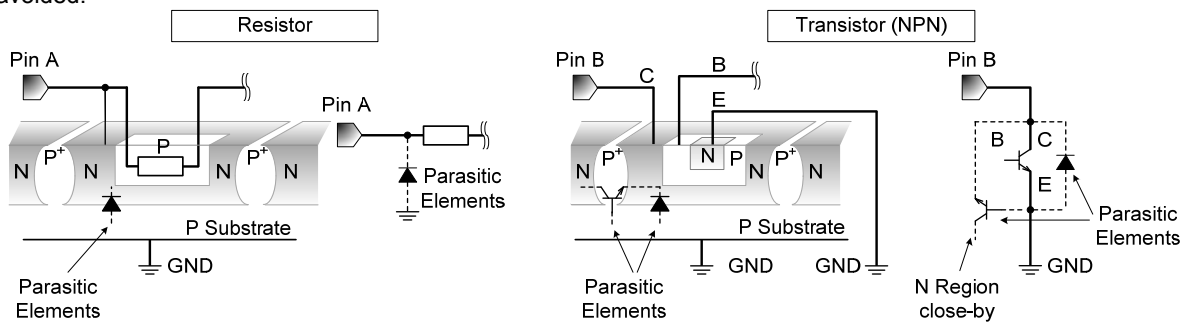 avoided.
Resistor
Transistor (NPN)
Pin A
Pin A
N
P+
N
P
N
P+
N
Parasitic
Elements
P Substrate
GND
Parasitic
Elements
Pin B
C
B
E
N
P+
N
N
P
N
P+
N
P Substrate
GND
GND
Parasitic
Elements
Pin B
B
C
E
Parasitic
Elements
GND
N Region
close-by